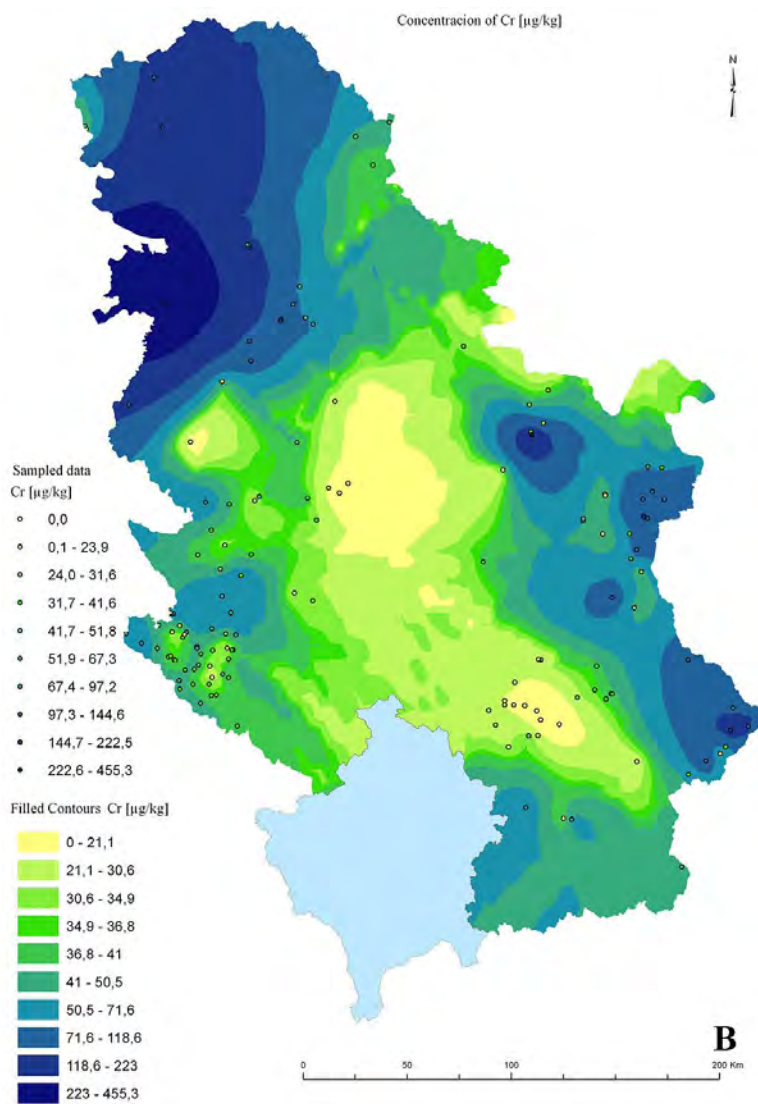 Concentracion of Cr [µg/kg]
N
Sampled data
Cr [µg/kg]
0,0
0,1 - 23,9
24,0 - 31,6
31,7 - 41,6
41,7 - 51,8
51,9 - 67,3
67,4 - 97,2
97,3 - 144,6
144,7 - 222,5
222,6 - 455,3
Filled Contours Cr [µg/kg]
0 - 21,1
21,1 - 30,6
30,6 - 34,9
34,9 - 36,8
36,8 - 41
41 - 50,5
50,5 - 71,6
71,6 - 118,6
118,6 - 223
223 - 455,3
B
0 50 100 200 Km